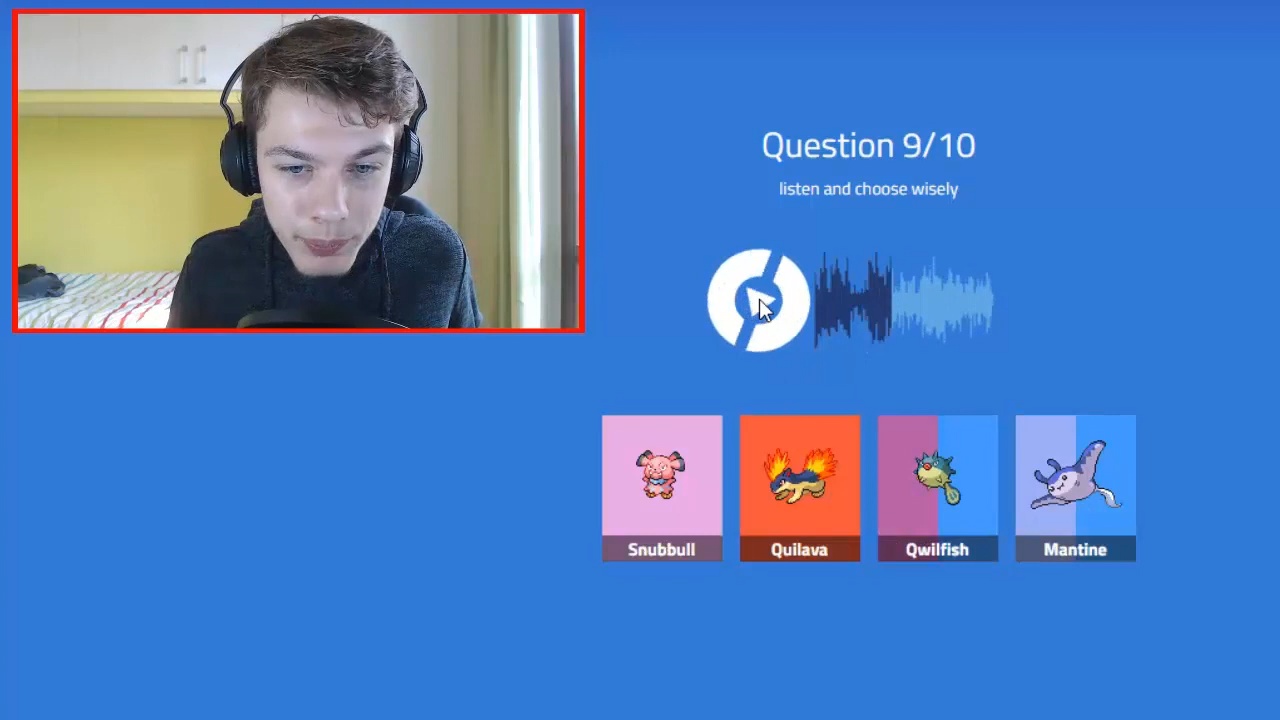 Question 9/10
listen and choose wisely
Snubbull
Quilava
Qwilfish
Mantine